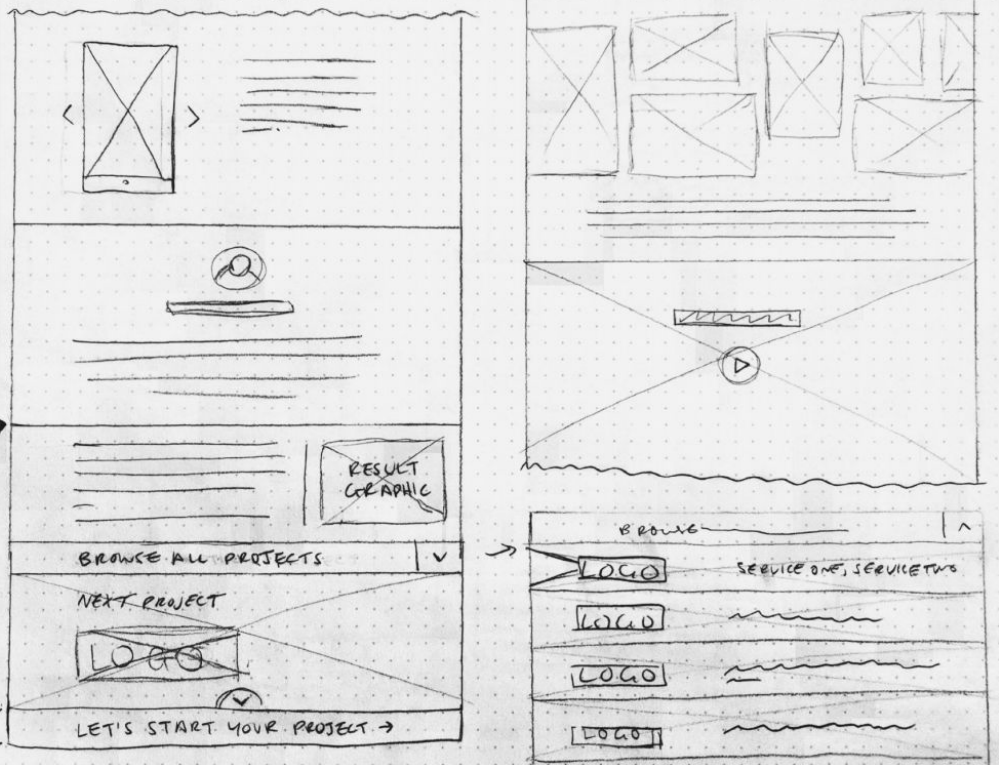 RESULT
GRAPHIC
BROWSE ALL PROJECTS
NEXT PROJECT
LOGO
LET'S START YOUR PROJECT →
BROWSE
LOGO SERVICE ONE, SERVICE TWO
LOGO
LOGO
LOGO